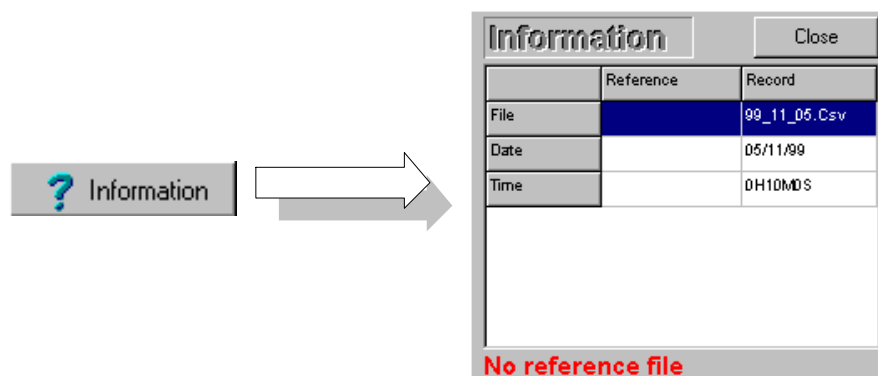 Information
Information Close
Reference Record
File 99_11_05.Csv
Date 05/11/99
Time 0H10M0S
No reference file